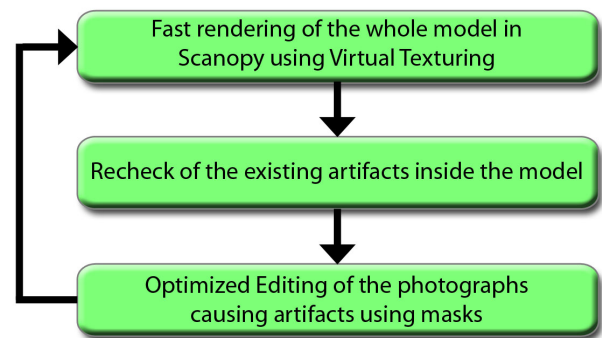 Fast rendering of the whole model in
Scanopy using Virtual Texturing
Recheck of the existing artifacts inside the model
Optimized Editing of the photographs
causing artifacts using masks